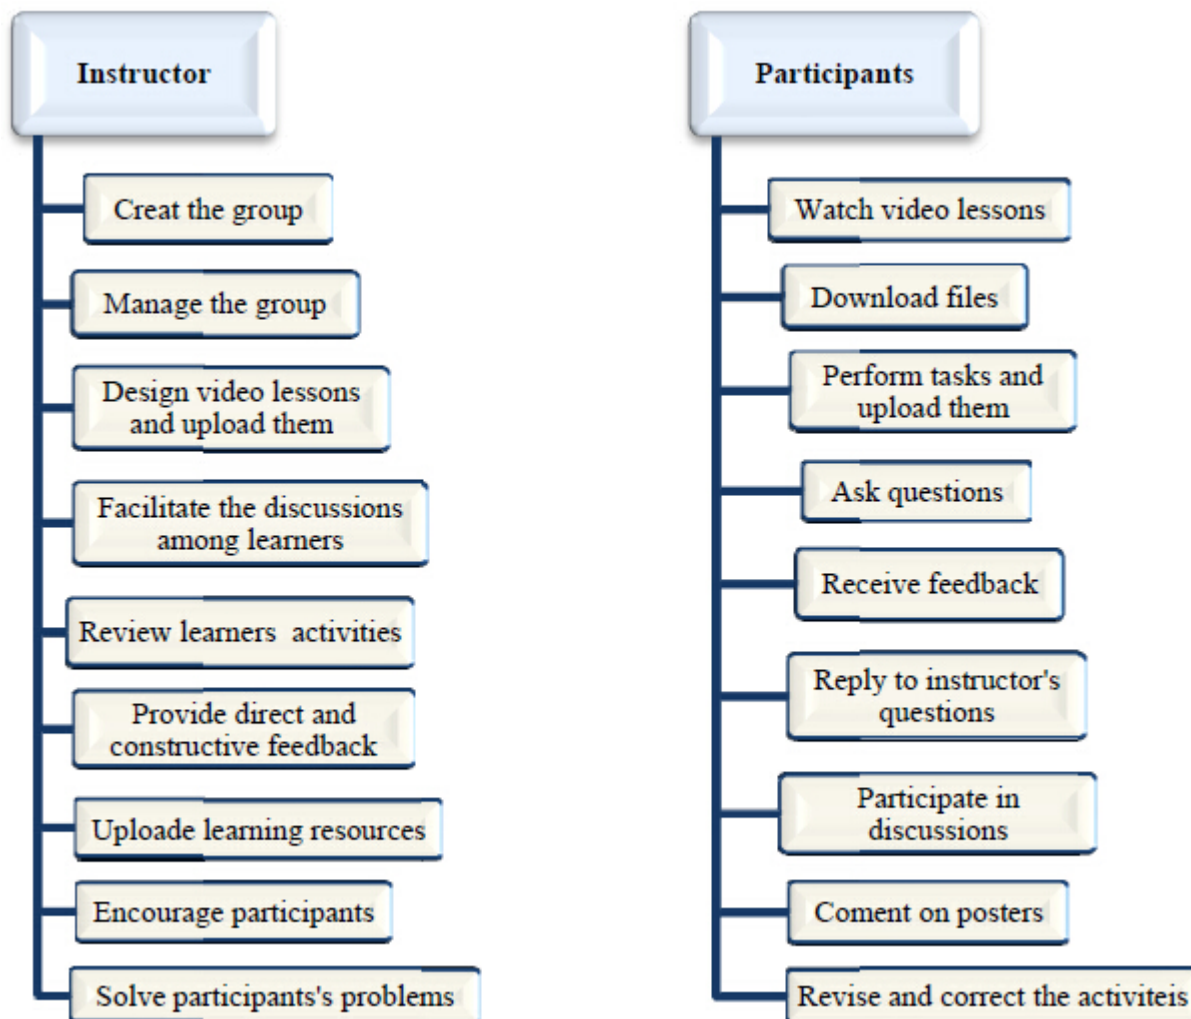 Instructor
Creat the group
Manage the group
Design video lessons
and upload them
Facilitate the discussions
among learners
Review learners activities
Provide direct and
constructive feedback
Uploade learning resources
Encourage participants
Solve participants's problems
Participants
Watch video lessons
Download files
Perform tasks and
upload them
Ask questions
Receive feedback
Reply to instructor's
questions
Participate in
discussions
Coment on posters
Revise and correct the activiteis